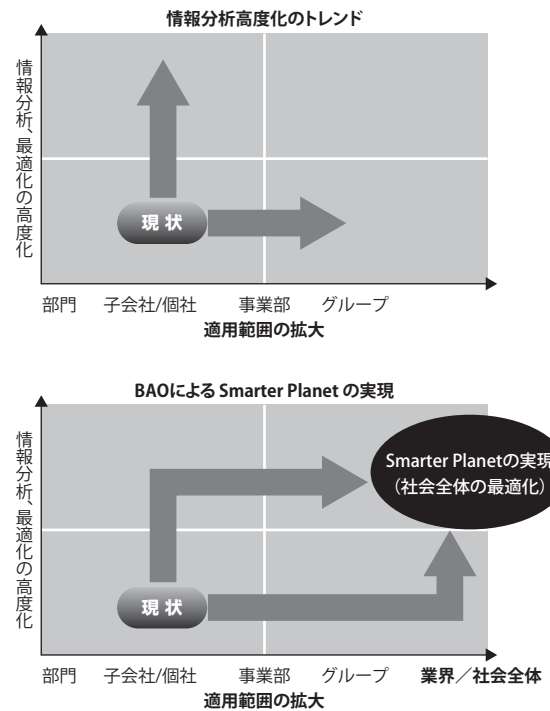 情報分析高度化のトレンド
情報分析、最適化の高度化
現 状
部門 子会社/個社 事業部 グループ
適用範囲の拡大
BAOによる Smarter Planet の実現
情報分析、最適化の高度化
Smarter Planetの実現
（社会全体の最適化）
現 状
部門 子会社/個社 事業部 グループ 業界／社会全体
適用範囲の拡大